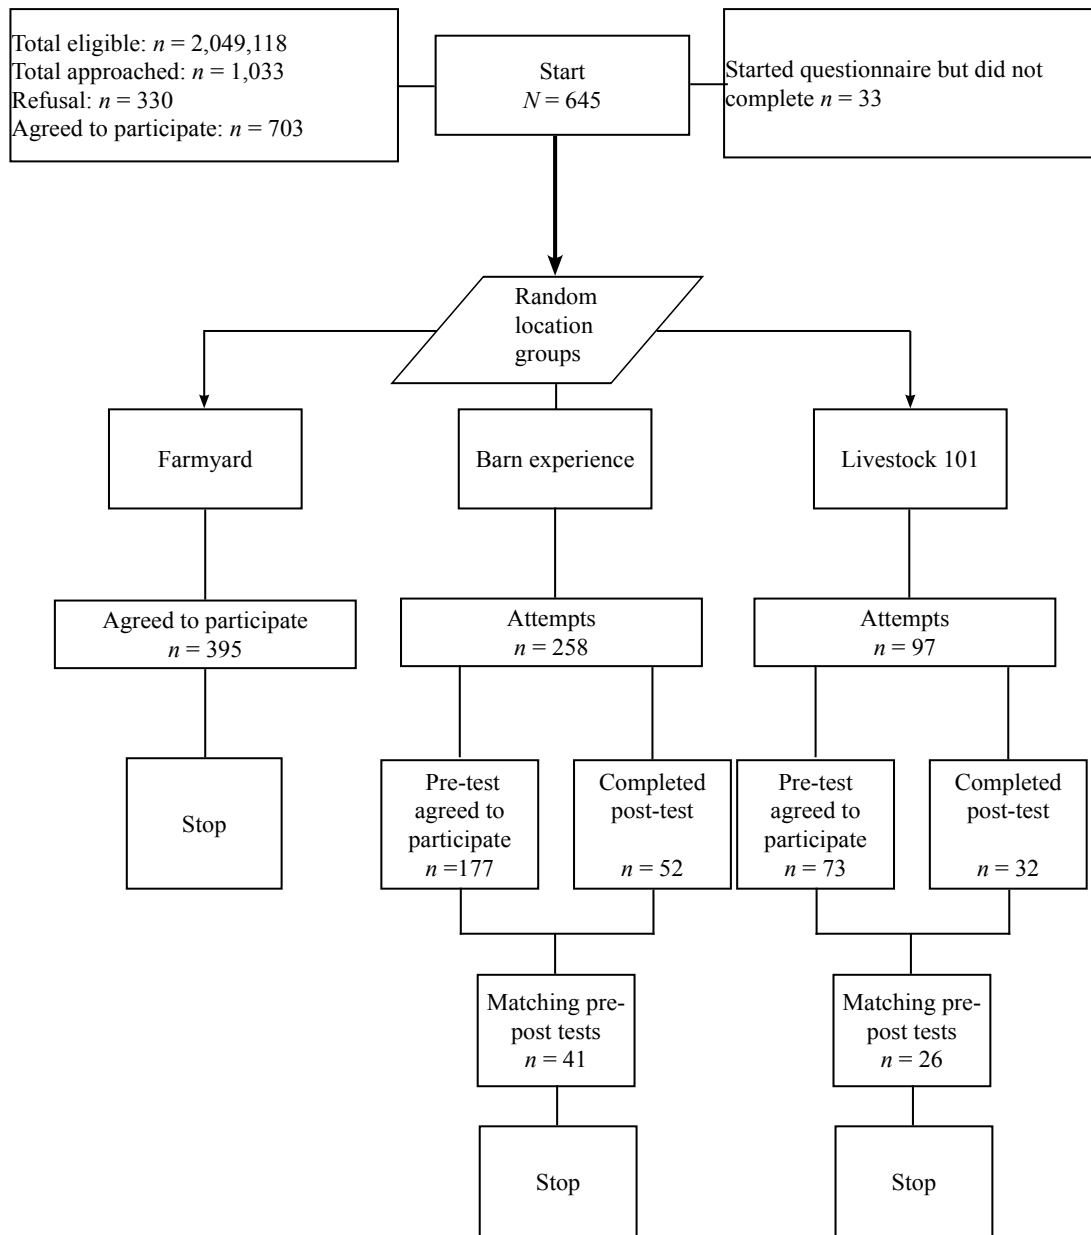 Total eligible: n = 2,049,118
Total approached: n = 1,033
Refusal: n = 330
Agreed to participate: n = 703
Start
N = 645
Started questionnaire but did not
complete n = 33
Random
location
groups
Farmyard
Barn experience
Livestock 101
Agreed to participate
n = 395
Attempts
n = 258
Attempts
n = 97
Stop
Pre-test
agreed to
participate
n =177
Completed
post-test
n = 52
Pre-test
agreed to
participate
n = 73
Completed
post-test
n = 32
Matching pre-
post tests
n = 41
Matching pre-
post tests
n = 26
Stop
Stop